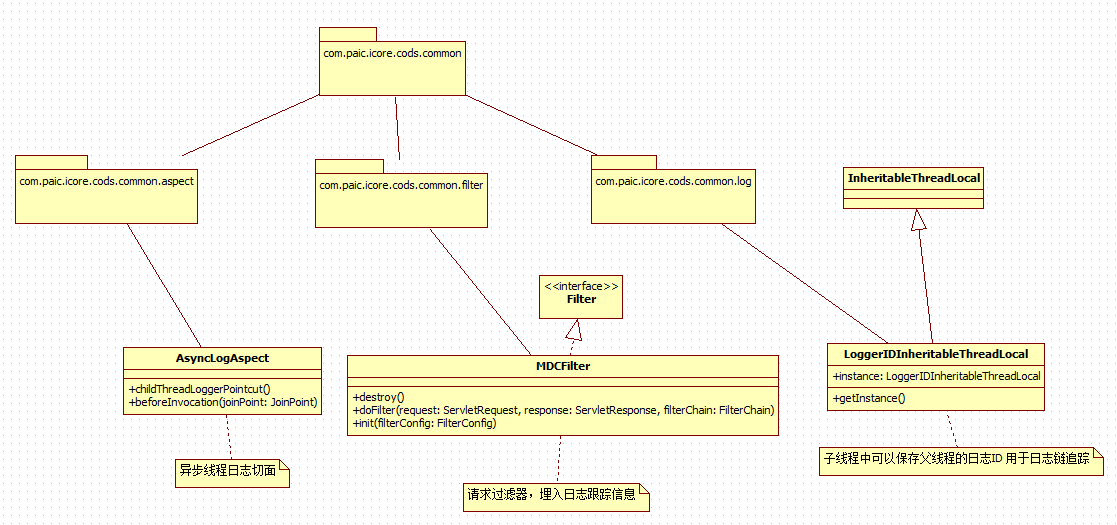 com.paic.icore.cods.common
com.paic.icore.cods.common.aspect
com.paic.icore.cods.common.filter
com.paic.icore.cods.common.log
InheritableThreadLocal
<<interface>>
Filter
AsyncLogAspect
+childThreadLoggerPointcut()
+beforeInvocation(joinPoint: JoinPoint)
MDCFilter
+destroy()
+doFilter(request: ServletRequest, response: ServletResponse, filterChain: FilterChain)
+init(filterConfig: FilterConfig)
LoggerIDInheritableThreadLocal
+instance: LoggerIDInheritableThreadLocal
+getInstance()
异步线程日志切面
请求过滤器，埋入日志跟踪信息
子线程中可以保存父线程的日志ID 用于日志链追踪